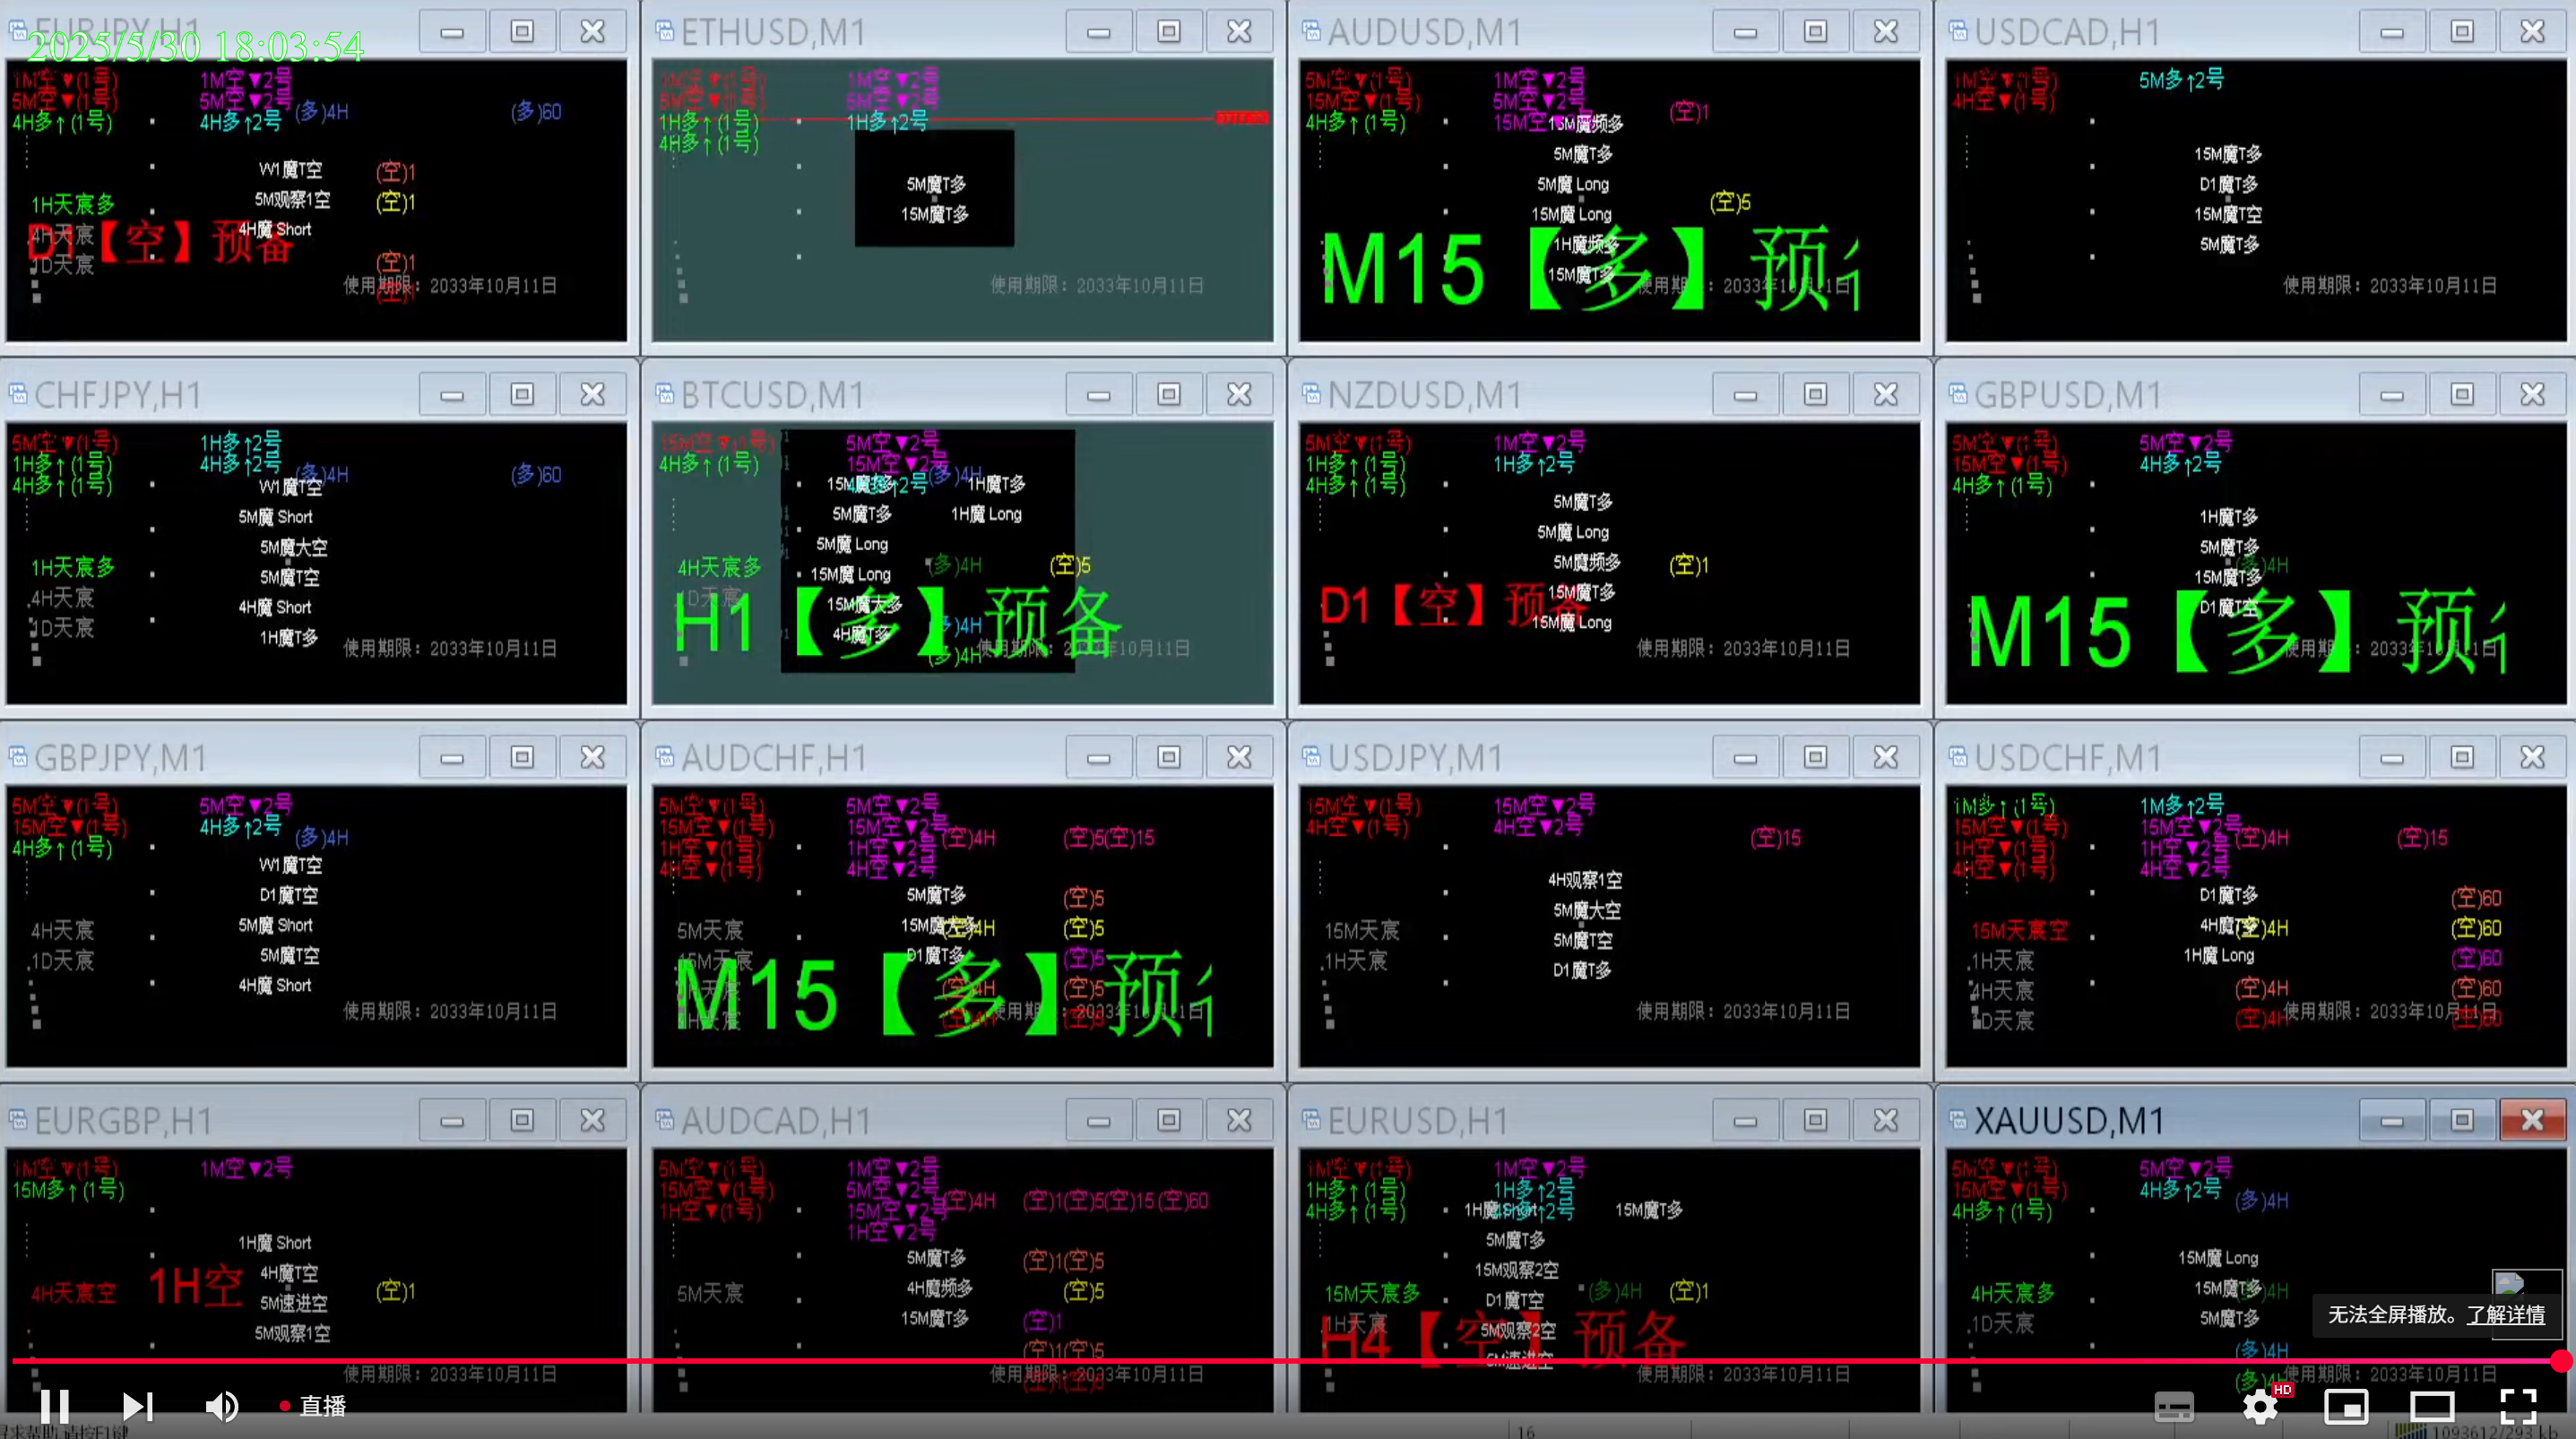 EURJPY,H1
2025/5/30 18:03:54
1M空▼(1号) 1M空▼2号
5M空▼(1号) 5M空▼2号
4H多↑(1号) 4H多↑2号 (多)4H (多)60
W1魔T空 (空)1
1H天宸多 5M观察1空 (空)1
4H天宸 4H魔 Short
D1【空】预备
1D天宸 (空)1
使用期限：2033年10月11日
ETHUSD,M1
1M空▼(1号) 1M空▼2号
5M空▼(1号) 5M空▼2号
1H多↑(1号) 1H多↑2号
4H多↑(1号)
5M魔T多
15M魔T多
使用期限：2033年10月11日
AUDUSD,M1
5M空▼(1号) 1M空▼2号
15M空▼(1号) 5M空▼2号 (空)1
4H多↑(1号) 15M空 15M魔频多
5M魔T多
5M魔 Long (空)5
15M魔 Long
1H魔频多
M15【多】预
15M魔T多
使用期 ：2033年10月11日
USDCAD,H1
1M空▼(1号) 5M多↑2号
4H空▼(1号)
15M魔T多
D1魔T多
15M魔T空
5M魔T多
使用期限：2033年10月11日
CHFJPY,H1
5M空▼(1号) 1H多↑2号
1H多↑(1号) 4H多↑2号 (多)4H (多)60
4H多↑(1号) W1魔T空
5M魔 Short
5M魔大空
1H天宸多 5M魔T空
4H天宸 4H魔 Short
1D天宸 1H魔T多
使用期限：2033年10月11日
BTCUSD,M1
15M空▼(1号) 5M空▼2号
4H多↑(1号) 15M空▼2号 (多)4H
↑2号 1H魔T多
5M魔T多 1H魔 Long
5M魔 Long
4H天宸多 15M魔 Long (多)4H (空)5
1D天宸 15M魔大多
H1【多】预备
4H魔T多 多)4H
(多)4H
NZDUSD,M1
5M空▼(1号) 1M空▼2号
1H多↑(1号) 1H多↑2号
4H多↑(1号)
5M魔T多
5M魔 Long
5M魔频多 (空)1
15M魔T多
D1【空】预备
15M魔 Long
使用期限：2033年10月11日
GBPUSD,M1
5M空▼(1号) 5M空▼2号
15M空▼(1号) 4H多↑2号
4H多↑(1号)
1H魔T多
5M魔T多
15M魔T多 )4H
D1魔T空
M15【多】预
使用期 ：2033年10月11日
GBPJPY,M1
5M空▼(1号) 5M空▼2号
15M空▼(1号) 4H多↑2号 (多)4H
4H多↑(1号)
W1魔T空
D1魔T空
4H天宸 5M魔 Short
1D天宸 5M魔T空
4H魔 Short
使用期限：2033年10月11日
AUDCHF,H1
5M空▼(1号) 5M空▼2号
15M空▼(1号) 15M空▼2号 (空)4H (空)5(空)15
1H空▼(1号) 1H空▼2号
4H空▼(1号) 4H空▼2号
5M魔T多 (空)5
5M天宸 4H (空)5
15M天宸 D1魔T多 (空)5
M15【多】预
(空)4H (空)5
使用期限：2033年10月11日
USDJPY,M1
15M空▼(1号) 15M空▼2号
4H空▼(1号) 4H空▼2号 (空)15
4H观察1空
5M魔大空
15M天宸 5M魔T空
1H天宸 D1魔T多
使用期限：2033年10月11日
USDCHF,M1
1M多↑(1号) 1M多↑2号
15M空▼(1号) 15M空▼2号 (空)4H (空)15
1H空▼(1号) 1H空▼2号
4H空▼(1号) 4H空▼2号
D1魔T多 (空)60
15M天宸空 4H魔T多 )4H (空)60
1H天宸 1H魔 Long (空)60
4H天宸 (空)4H (空)60
1D天宸 (空)4H (空)60
使用期限：2033年10月11日
EURGBP,H1
1M空▼(1号) 1M空▼2号
15M多↑(1号)
1H魔 Short
4H天宸空 1H空 4H魔T空 (空)1
5M速进空
5M观察1空
使用期限：2033年10月11日
AUDCAD,H1
5M空▼(1号) 1M空▼2号
15M空▼(1号) 5M空▼2号 (空)4H (空)1(空)5(空)15(空)60
1H空▼(1号) 15M空▼2号
1H空▼2号
5M魔T多 (空)1(空)5
5M天宸 4H魔频多 (空)5
15M魔T多 (空)1
(空)1(空)5
使用期限：2033年10月11日
EURUSD,H1
1M空▼(1号) 1M空▼2号
1H多↑(1号) 1H多↑2号
4H多↑(1号) 1H魔 Short ↑2号 15M魔T多
5M魔T多
15M观察2空
15M天宸多 D1魔T空 (多)4H (空)1
1H天宸 5M观察2空
H4【空】预备
5M速进空
使用期限：2033年10月11日
XAUUSD,M1
5M空▼(1号) 5M空▼2号
15M空▼(1号) 4H多↑2号 (多)4H
4H多↑(1号)
15M魔 Long
4H天宸多 15M魔T多 )4H
1D天宸 5M魔T多
(多)4H
使用期限：2033年10月11日
无法全屏播放。了解详情
直播
HD
16
1093612/293 kb